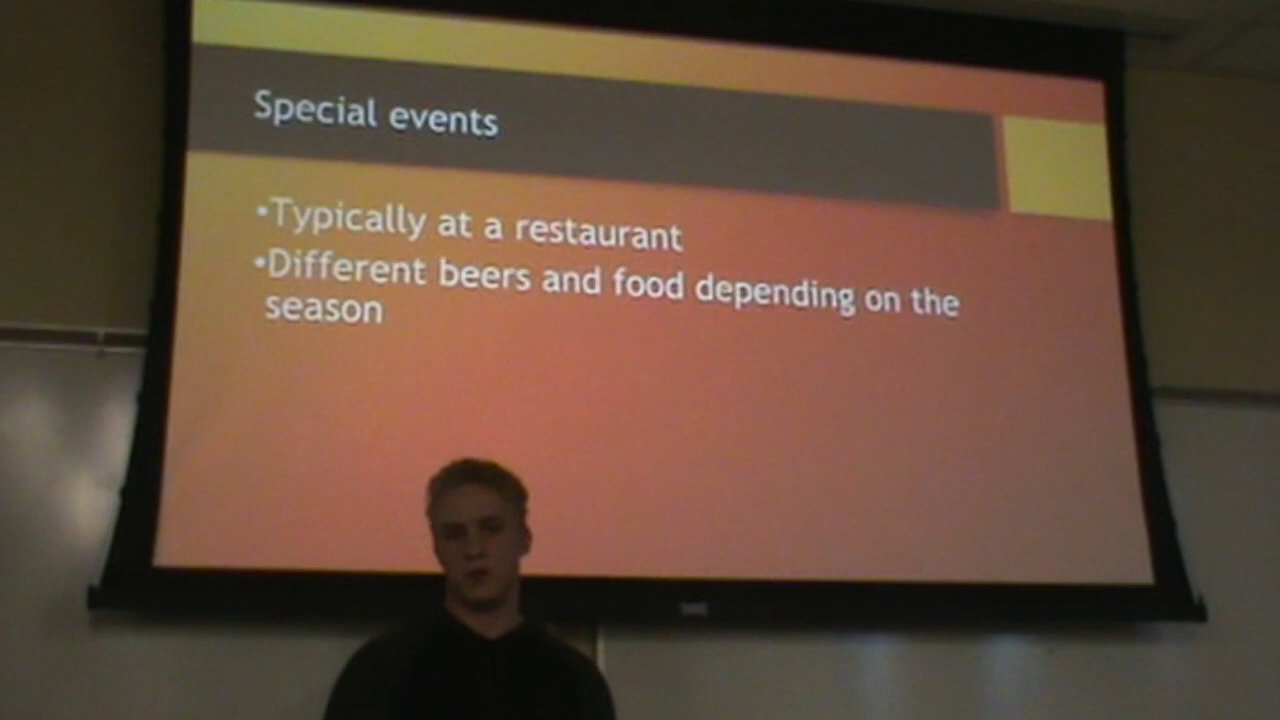 Special events
•Typically at a restaurant
•Different beers and food depending on the
season